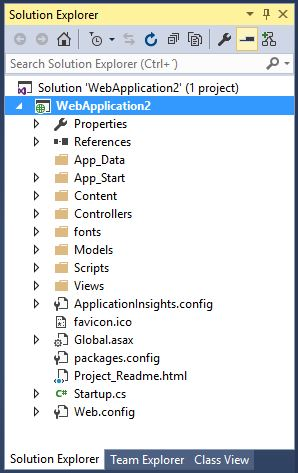 Solution Explorer
Search Solution Explorer (Ctrl+¨)
Solution 'WebApplication2' (1 project)
WebApplication2
Properties
References
App_Data
App_Start
Content
Controllers
fonts
Models
Scripts
Views
ApplicationInsights.config
favicon.ico
Global.asax
packages.config
Project_Readme.html
C# Startup.cs
Web.config
Solution Explorer Team Explorer Class View